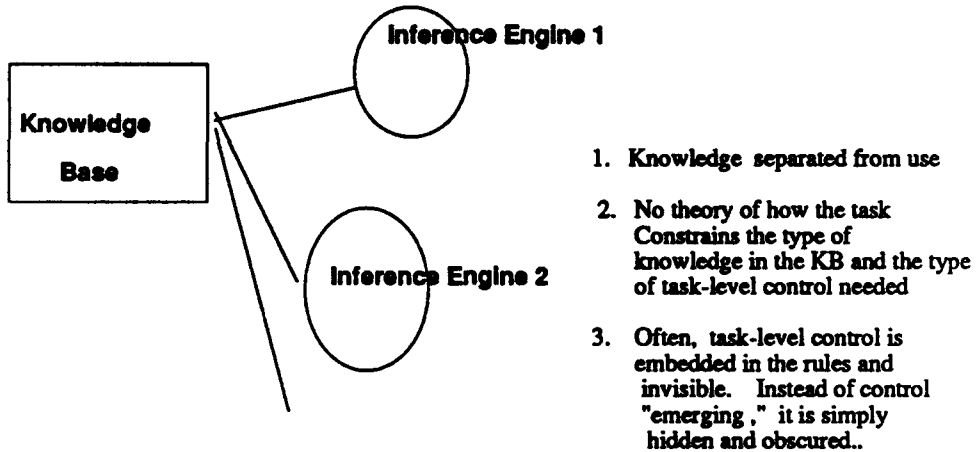 Inference Engine 1
Knowledge
Base
Inference Engine 2
1. Knowledge separated from use
2. No theory of how the task
Constrains the type of
knowledge in the KB and the type
of task-level control needed
3. Often, task-level control is
embedded in the rules and
invisible. Instead of control
"emerging ," it is simply
hidden and obscured..